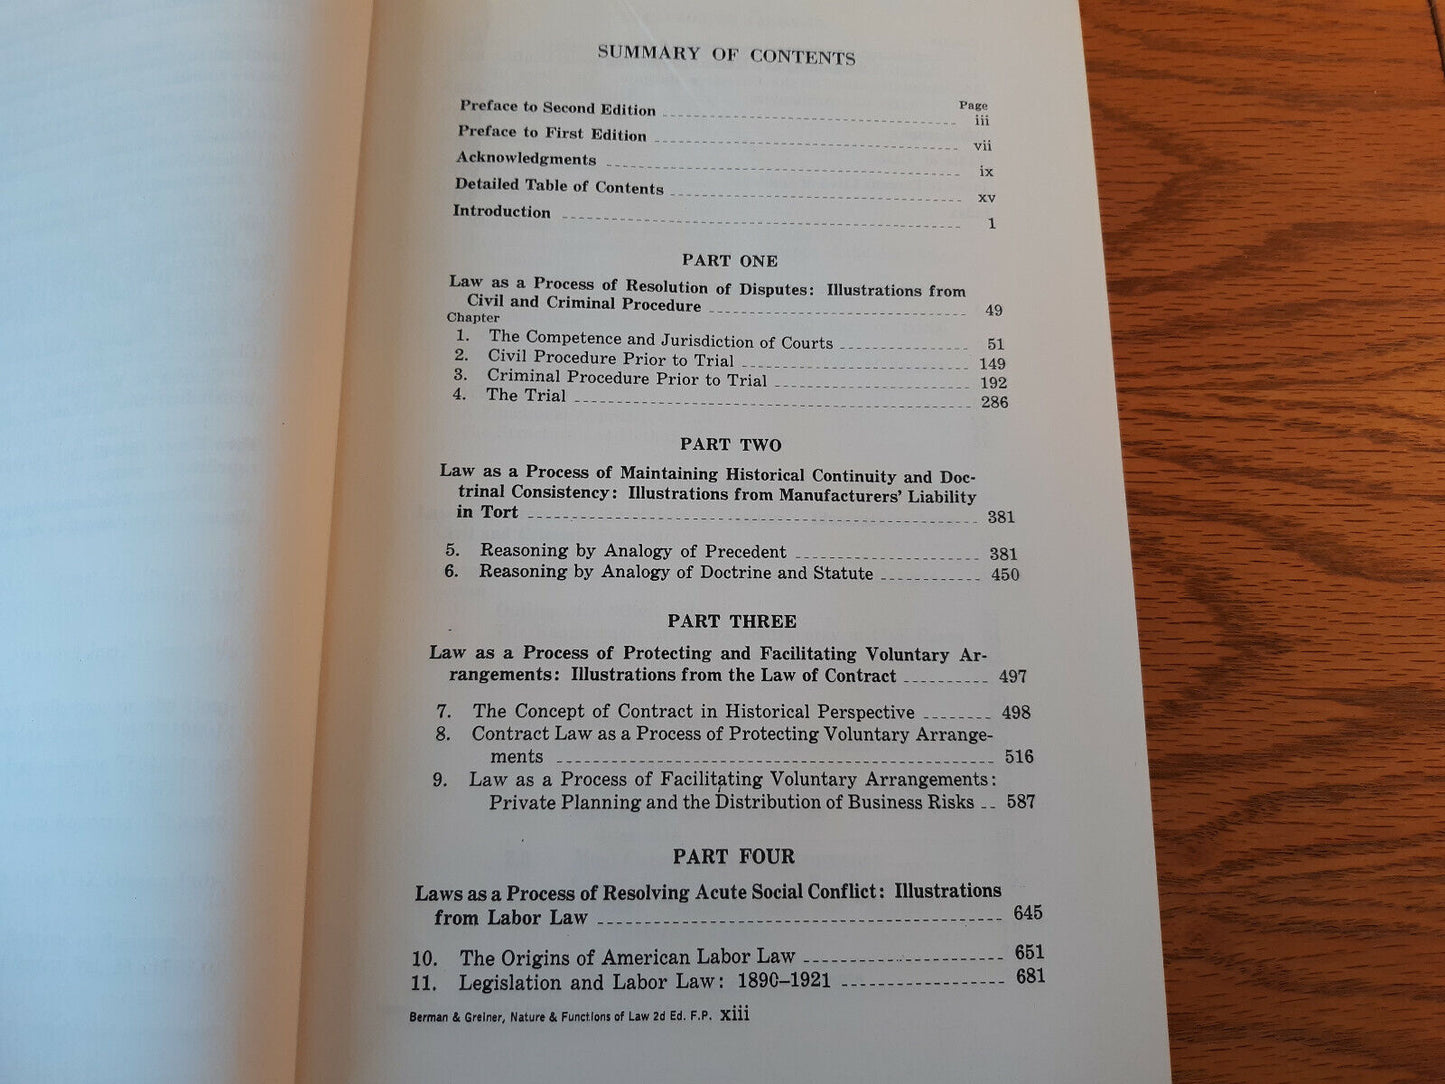 SUMMARY OF CONTENTS
Page
Preface to Second Edition iii
Preface to First Edition vii
Acknowledgments ix
Detailed Table of Contents xv
Introduction 1
PART ONE
Law as a Process of Resolution of Disputes: Illustrations from
Civil and Criminal Procedure 49
Chapter
1. The Competence and Jurisdiction of Courts 51
2. Civil Procedure Prior to Trial 149
3. Criminal Procedure Prior to Trial 192
4. The Trial 286
PART TWO
Law as a Process of Maintaining Historical Continuity and Doc-
trinal Consistency: Illustrations from Manufacturers' Liability
in Tort 381
5. Reasoning by Analogy of Precedent 381
6. Reasoning by Analogy of Doctrine and Statute 450
PART THREE
Law as a Process of Protecting and Facilitating Voluntary Ar-
rangements: Illustrations from the Law of Contract 497
7. The Concept of Contract in Historical Perspective 498
8. Contract Law as a Process of Protecting Voluntary Arrange-
ments 516
9. Law as a Process of Facilitating Voluntary Arrangements:
Private Planning and the Distribution of Business Risks 587
PART FOUR
Laws as a Process of Resolving Acute Social Conflict: Illustrations
from Labor Law 645
10. The Origins of American Labor Law 651
11. Legislation and Labor Law: 1890–1921 681
Berman & Greiner, Nature & Functions of Law 2d Ed. F.P. xiii